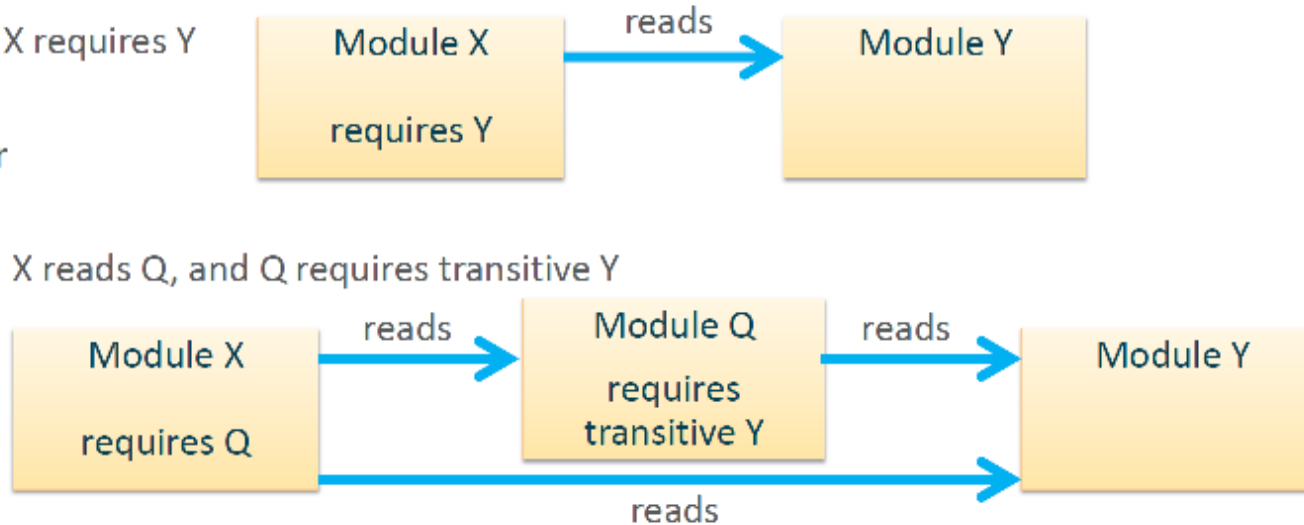 X requires Y
Module X
requires Y
reads
Module Y
r
X reads Q, and Q requires transitive Y
Module X
requires Q
reads
Module Q
requires
transitive Y
reads
Module Y
reads